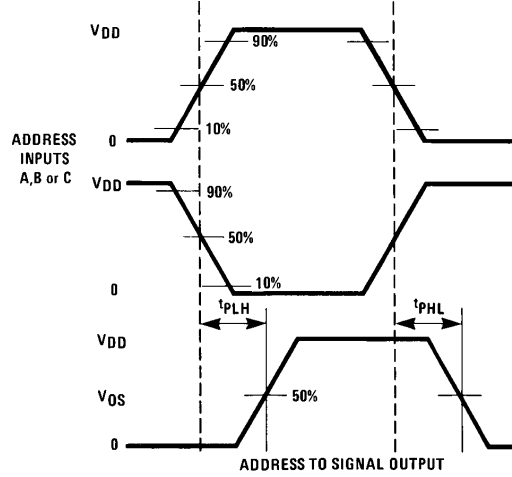 VDD
90%
50%
10%
ADDRESS
INPUTS
A,B or C
0
VDD
90%
50%
10%
0
tPLH
tPHL
VDD
VOS
50%
0
ADDRESS TO SIGNAL OUTPUT